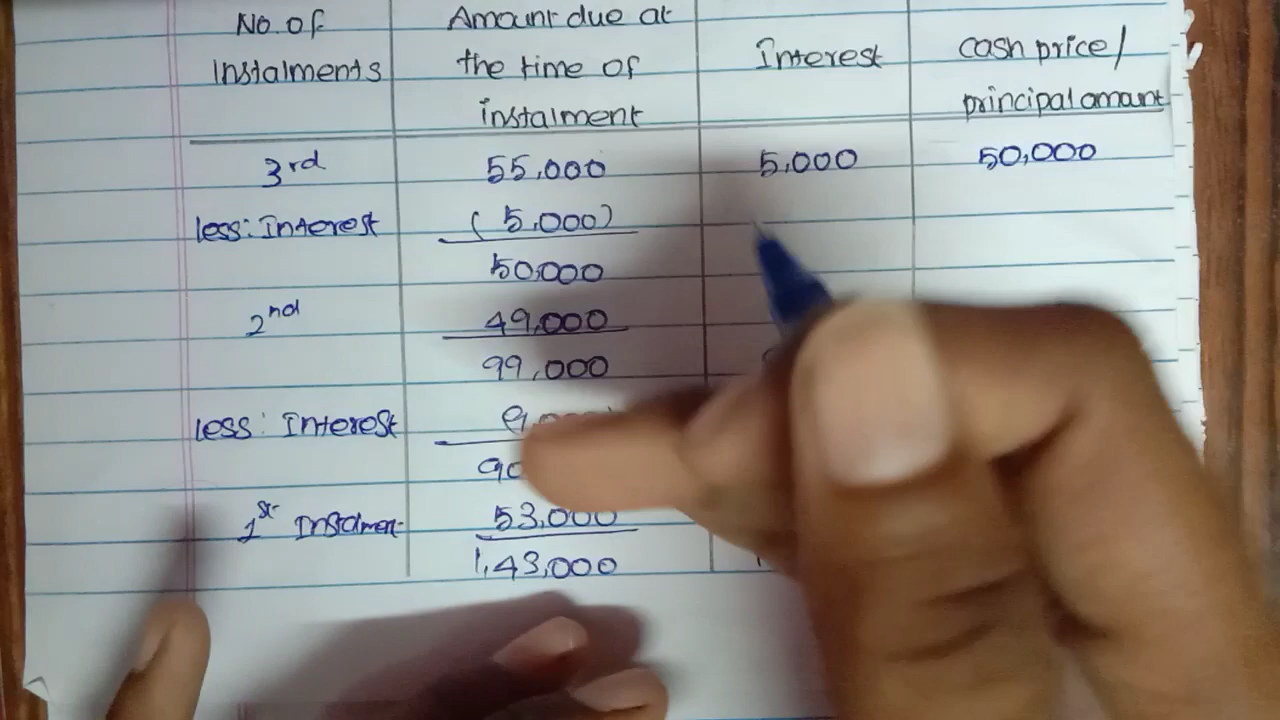 No. of Amount due at
Instalments the time of Interest cash price/
instalment principal amount
3rd 55,000 5,000 50,000
less: Interest (5,000)
50,000
2nd 49,000
99,000
less: Interest
1st Instalmen-
53,000
1,43,000